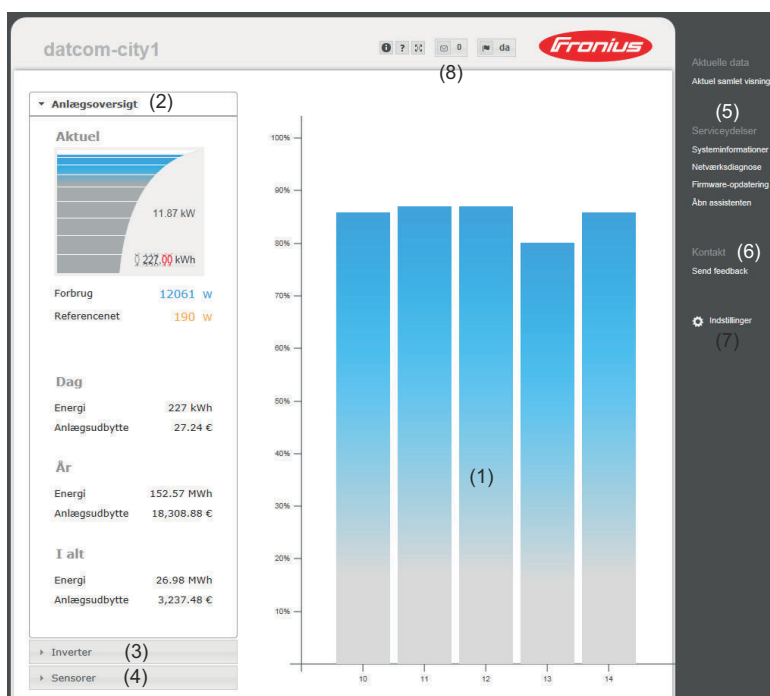 datcom-city1
0
da
Fronius
(8)
▾ Anlægsoversigt (2)
Aktuel
11.87 kW
0 227.00 kWh
Forbrug 12061 W
Referencenet 190 W
Dag
Energi 227 kWh
Anlægsudbytte 27.24 €
År
Energi 152.57 MWh
Anlægsudbytte 18,308.88 €
I alt
Energi 26.98 MWh
Anlægsudbytte 3,237.48 €
Inverter (3)
Sensorer (4)
100%
90%
80%
70%
60%
50%
40%
30%
20%
10%
(1)
10 11 12 13 14
Aktuelle data
Aktuel samlet visning
(5)
Serviceydelser
Systeminformationer
Netværksdiagnose
Firmware-opdatering
Åbn assistenten
Kontakt (6)
Send feedback
Indstillinger
(7)